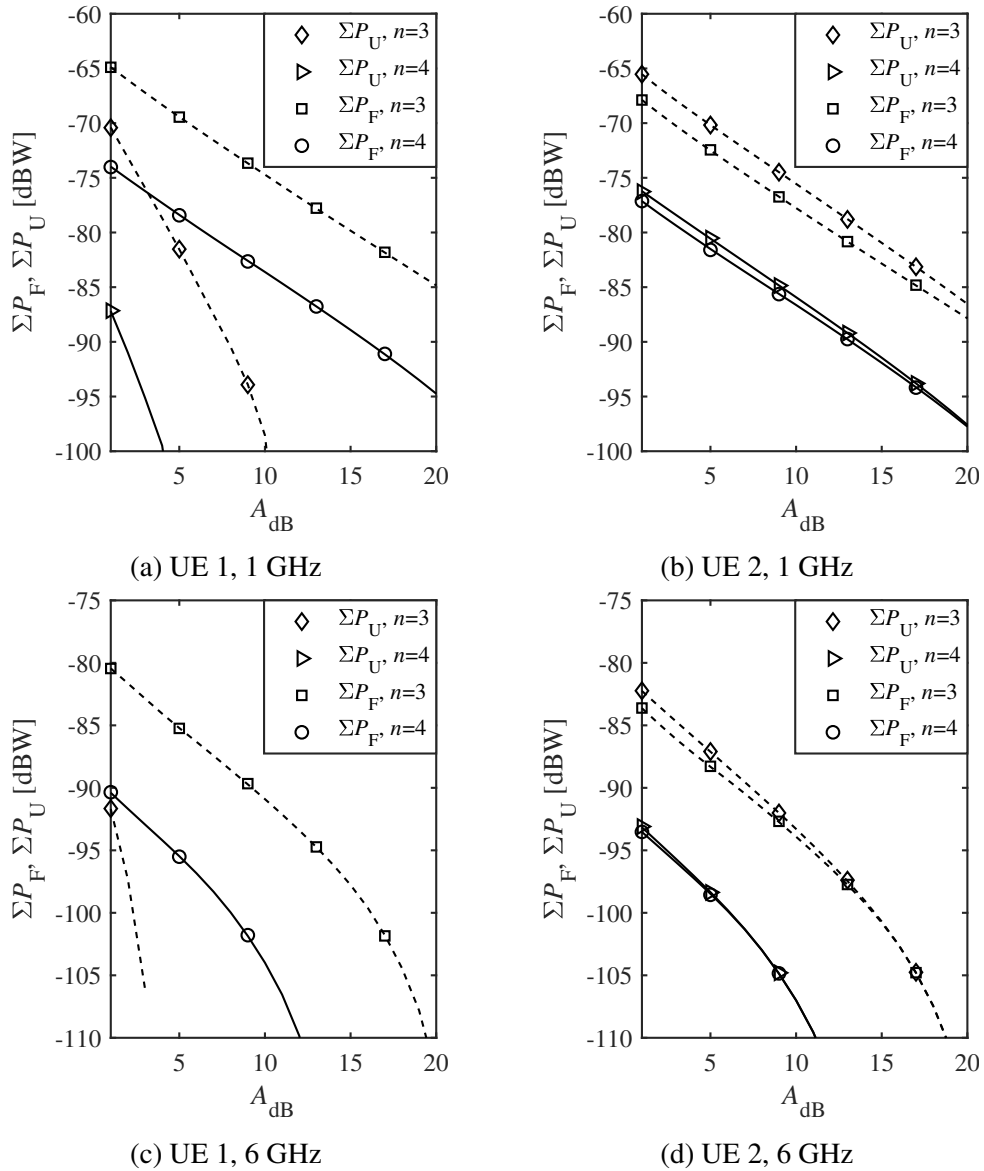 -60
-65
-70
-75
-80
-85
-90
-95
-100
ΣP_F, ΣP_U [dBW]
5 10 15 20
A_dB
ΣP_U, n=3
ΣP_U, n=4
ΣP_F, n=3
ΣP_F, n=4
(a) UE 1, 1 GHz
-60
-65
-70
-75
-80
-85
-90
-95
-100
ΣP_F, ΣP_U [dBW]
5 10 15 20
A_dB
ΣP_U, n=3
ΣP_U, n=4
ΣP_F, n=3
ΣP_F, n=4
(b) UE 2, 1 GHz
-75
-80
-85
-90
-95
-100
-105
-110
ΣP_F, ΣP_U [dBW]
5 10 15 20
A_dB
ΣP_U, n=3
ΣP_U, n=4
ΣP_F, n=3
ΣP_F, n=4
(c) UE 1, 6 GHz
-75
-80
-85
-90
-95
-100
-105
-110
ΣP_F, ΣP_U [dBW]
5 10 15 20
A_dB
ΣP_U, n=3
ΣP_U, n=4
ΣP_F, n=3
ΣP_F, n=4
(d) UE 2, 6 GHz